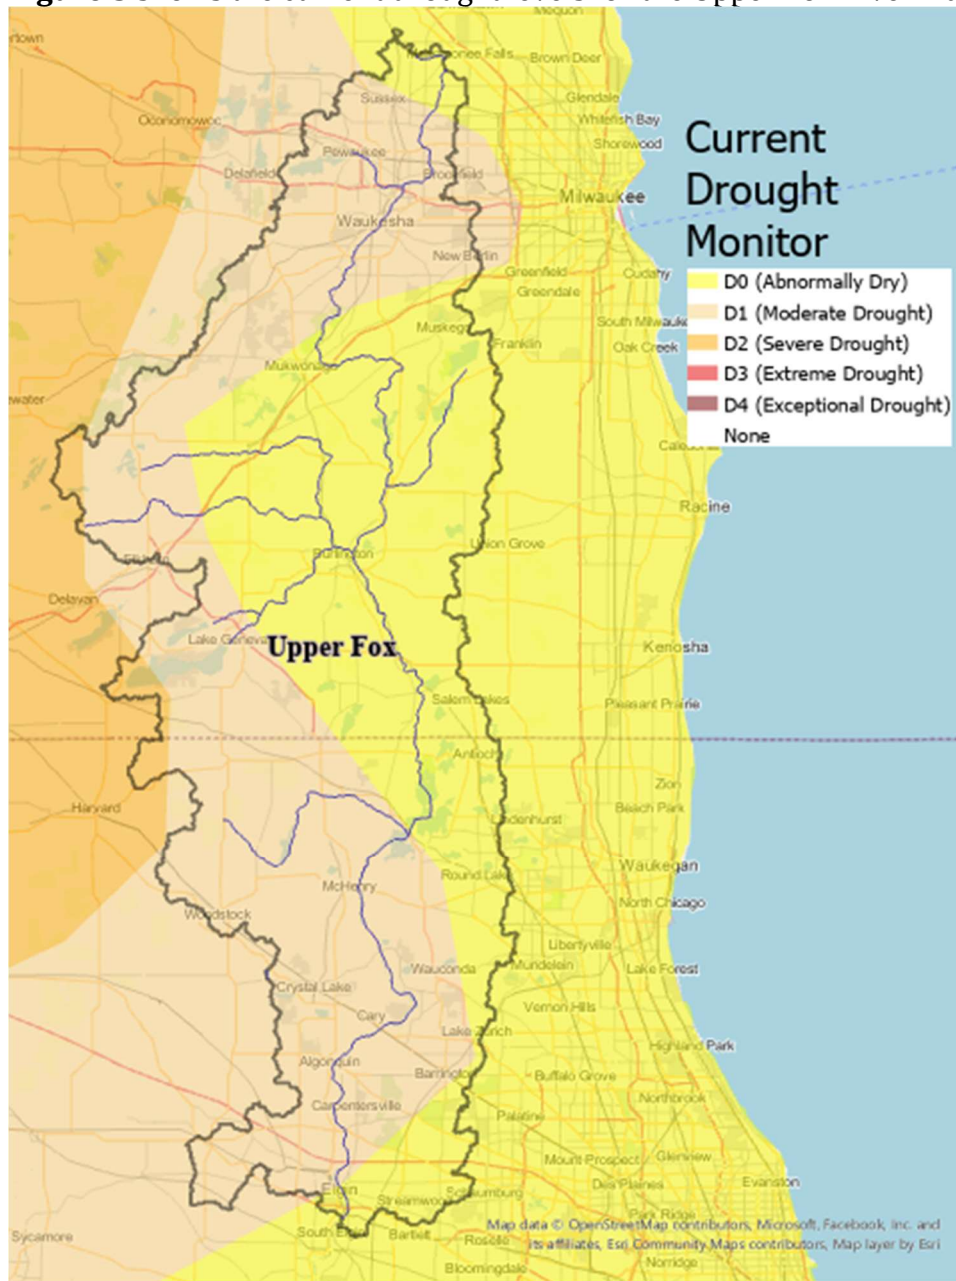 Mequon
Menomonee Falls
Brown Deer
Sussex
Glendale
Oconomowoc
Whitefish Bay
Shorewood
Current
Drought
Monitor
Pewaukee
Delafield
Brookfield
Milwaukee
Waukesha
New Berlin
Greenfield
Cudahy
Greendale
D0 (Abnormally Dry)
D1 (Moderate Drought)
D2 (Severe Drought)
D3 (Extreme Drought)
D4 (Exceptional Drought)
None
South Milwauke
Muskego
Franklin
Oak Creek
Mukwonago
ewater
Racine
Union Grove
Burlington
Elkhorn
Delavan
Lake Geneva
Upper Fox
Kenosha
Salem Lakes
Pleasant Prairie
Antioch
Zion
Harvard
Beach Park
Lindenhurst
Waukegan
Round Lake
McHenry
North Chicago
Woodstock
Libertyville
Wauconda
Mundelein
Lake Forest
Crystal Lake
Vernon Hills
Cary
Lake Zurich
Highland Park
Algonquin
Barrington
Buffalo Grove
Carpentersville
Northbrook
Palatine
Mount Prospect
Glenview
Des Plaines
Evanston
Elgin
Streamwood
Schaumburg
Park Ridge
South Elgin
Bartlett
Roselle
Sycamore
Norridge
Bloomingdale
Map data © OpenStreetMap contributors, Microsoft, Facebook, Inc. and
its affiliates, Esri Community Maps contributors, Map layer by Esri